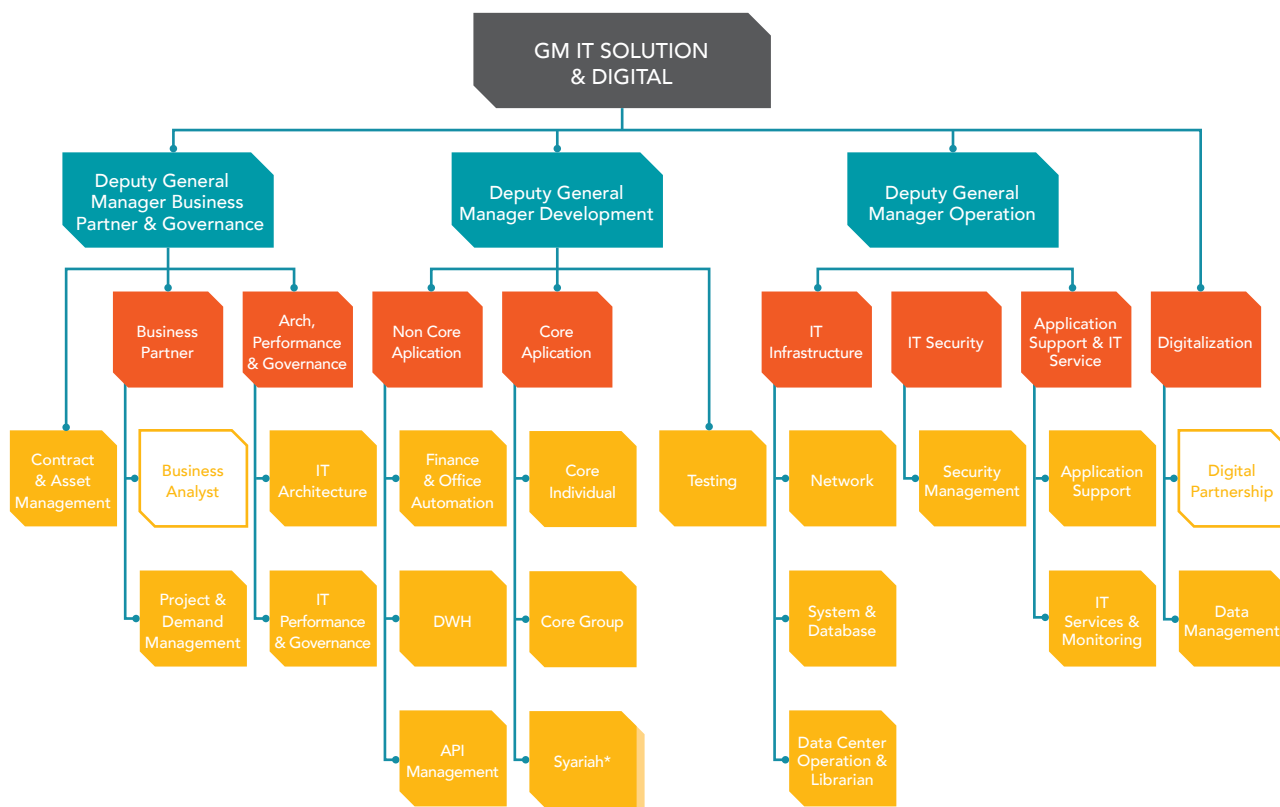 GM IT SOLUTION
& DIGITAL
Deputy General
Manager Business
Partner & Governance
Deputy General
Manager Development
Deputy General
Manager Operation
Business
Partner
Arch,
Performance
& Governance
Non Core
Aplication
Core
Aplication
IT
Infrastructure
IT Security
Application
Support & IT
Service
Digitalization
Contract
& Asset
Management
Business
Analyst
IT
Architecture
Finance
& Office
Automation
Core
Individual
Testing
Network
Security
Management
Application
Support
Digital
Partnership
Project &
Demand
Management
IT
Performance
& Governance
DWH
Core Group
System &
Database
IT
Services &
Monitoring
Data
Management
API
Management
Syariah*
Data Center
Operation &
Librarian